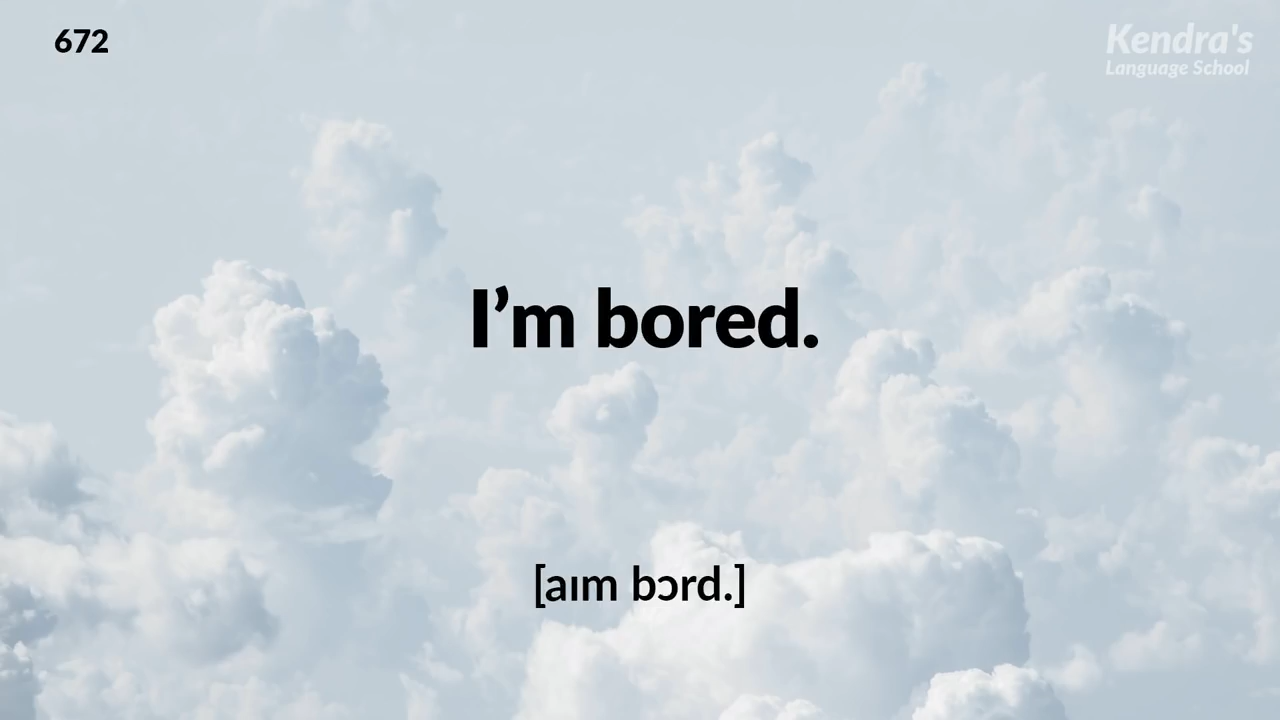 672
Kendra's
Language School
I’m bored.
[aɪm bɔrd.]